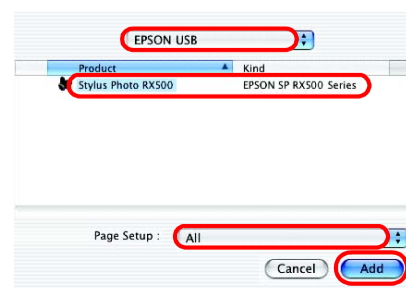 EPSON USB
Product Kind
Stylus Photo RX500 EPSON SP RX500 Series
Page Setup : All
Cancel Add